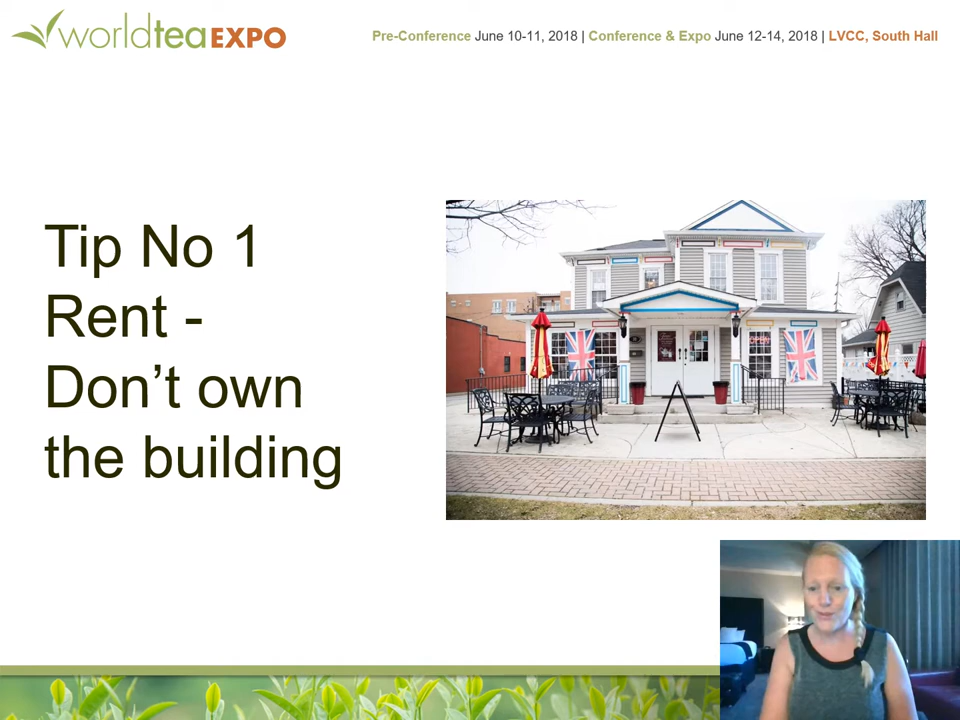 worldteaEXPO
Pre-Conference June 10-11, 2018 | Conference & Expo June 12-14, 2018 | LVCC, South Hall
Tip No 1
Rent -
Don’t own
the building
OPEN